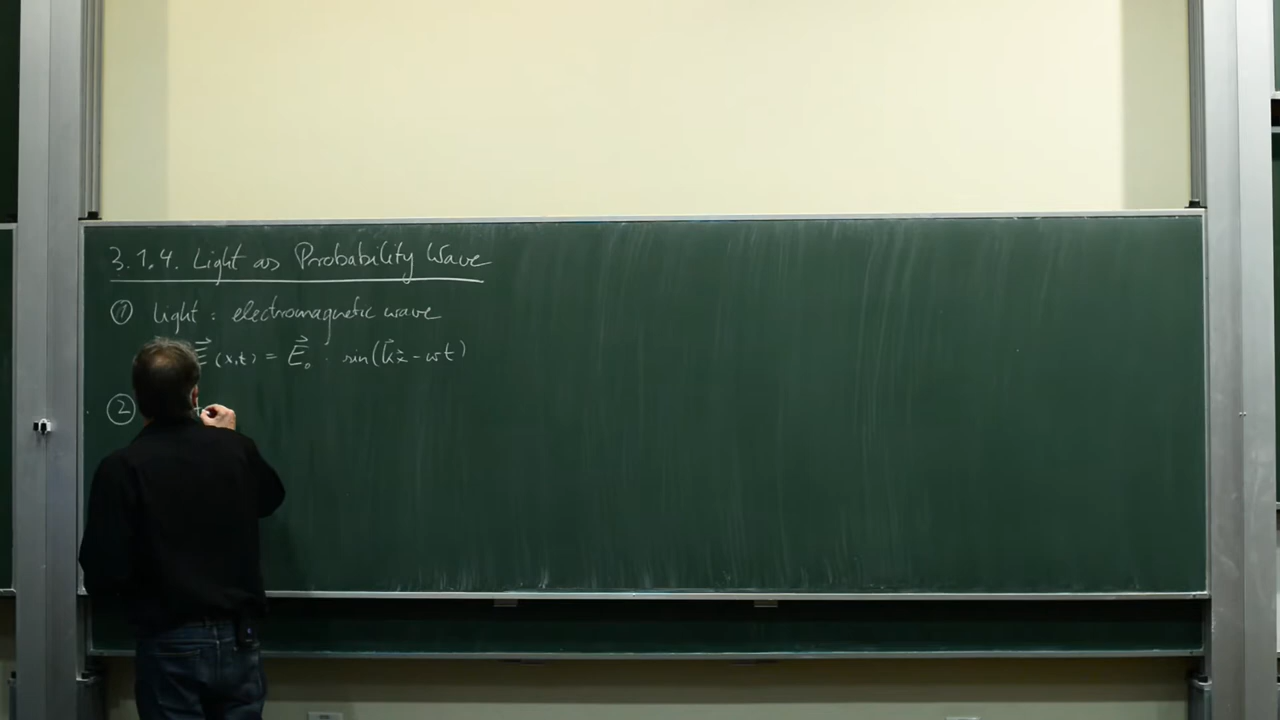 3.1.4. Light as Probability Wave
① Light : electromagnetic wave
E⃗ (x,t) = E⃗₀ · sin(k⃗x⃗ - ωt)
②